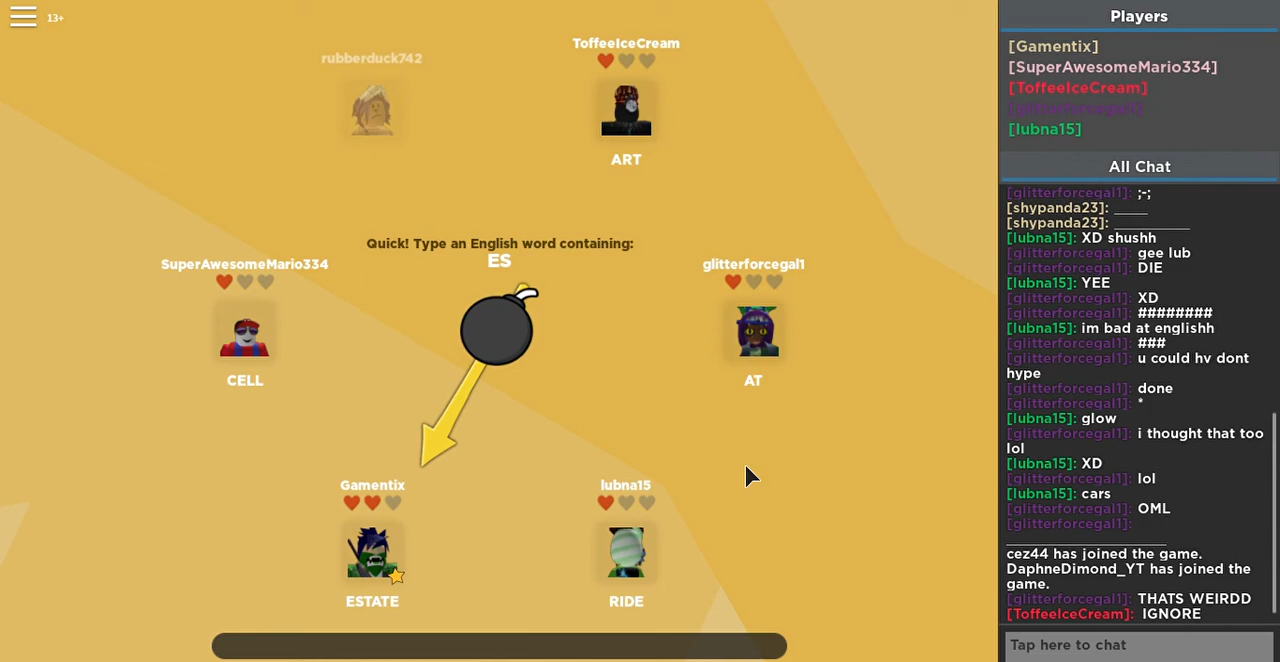 13+
rubberduck742
ToffeeIceCream
ART
Quick! Type an English word containing:
ES
SuperAwesomeMario334
CELL
glitterforcegal1
AT
Gamentix
ESTATE
lubna15
RIDE
Players
[Gamentix]
[SuperAwesomeMario334]
[ToffeeIceCream]
[glitterforcegal1]
[lubna15]
All Chat
[glitterforcegal1]: ;-;
[shypanda23]: ____
[shypanda23]: _________
[lubna15]: XD shushh
[glitterforcegal1]: gee lub
[glitterforcegal1]: DIE
[lubna15]: YEE
[glitterforcegal1]: XD
[glitterforcegal1]: ########
[lubna15]: im bad at englishh
[glitterforcegal1]: ###
[glitterforcegal1]: u could hv dont
hype
[glitterforcegal1]: done
[glitterforcegal1]: *
[lubna15]: glow
[glitterforcegal1]: i thought that too
lol
[lubna15]: XD
[glitterforcegal1]: lol
[lubna15]: cars
[glitterforcegal1]: OML
[glitterforcegal1]:
___________________
cez44 has joined the game.
DaphneDimond_YT has joined the
game.
[glitterforcegal1]: THATS WEIRDD
[ToffeeIceCream]: IGNORE
Tap here to chat